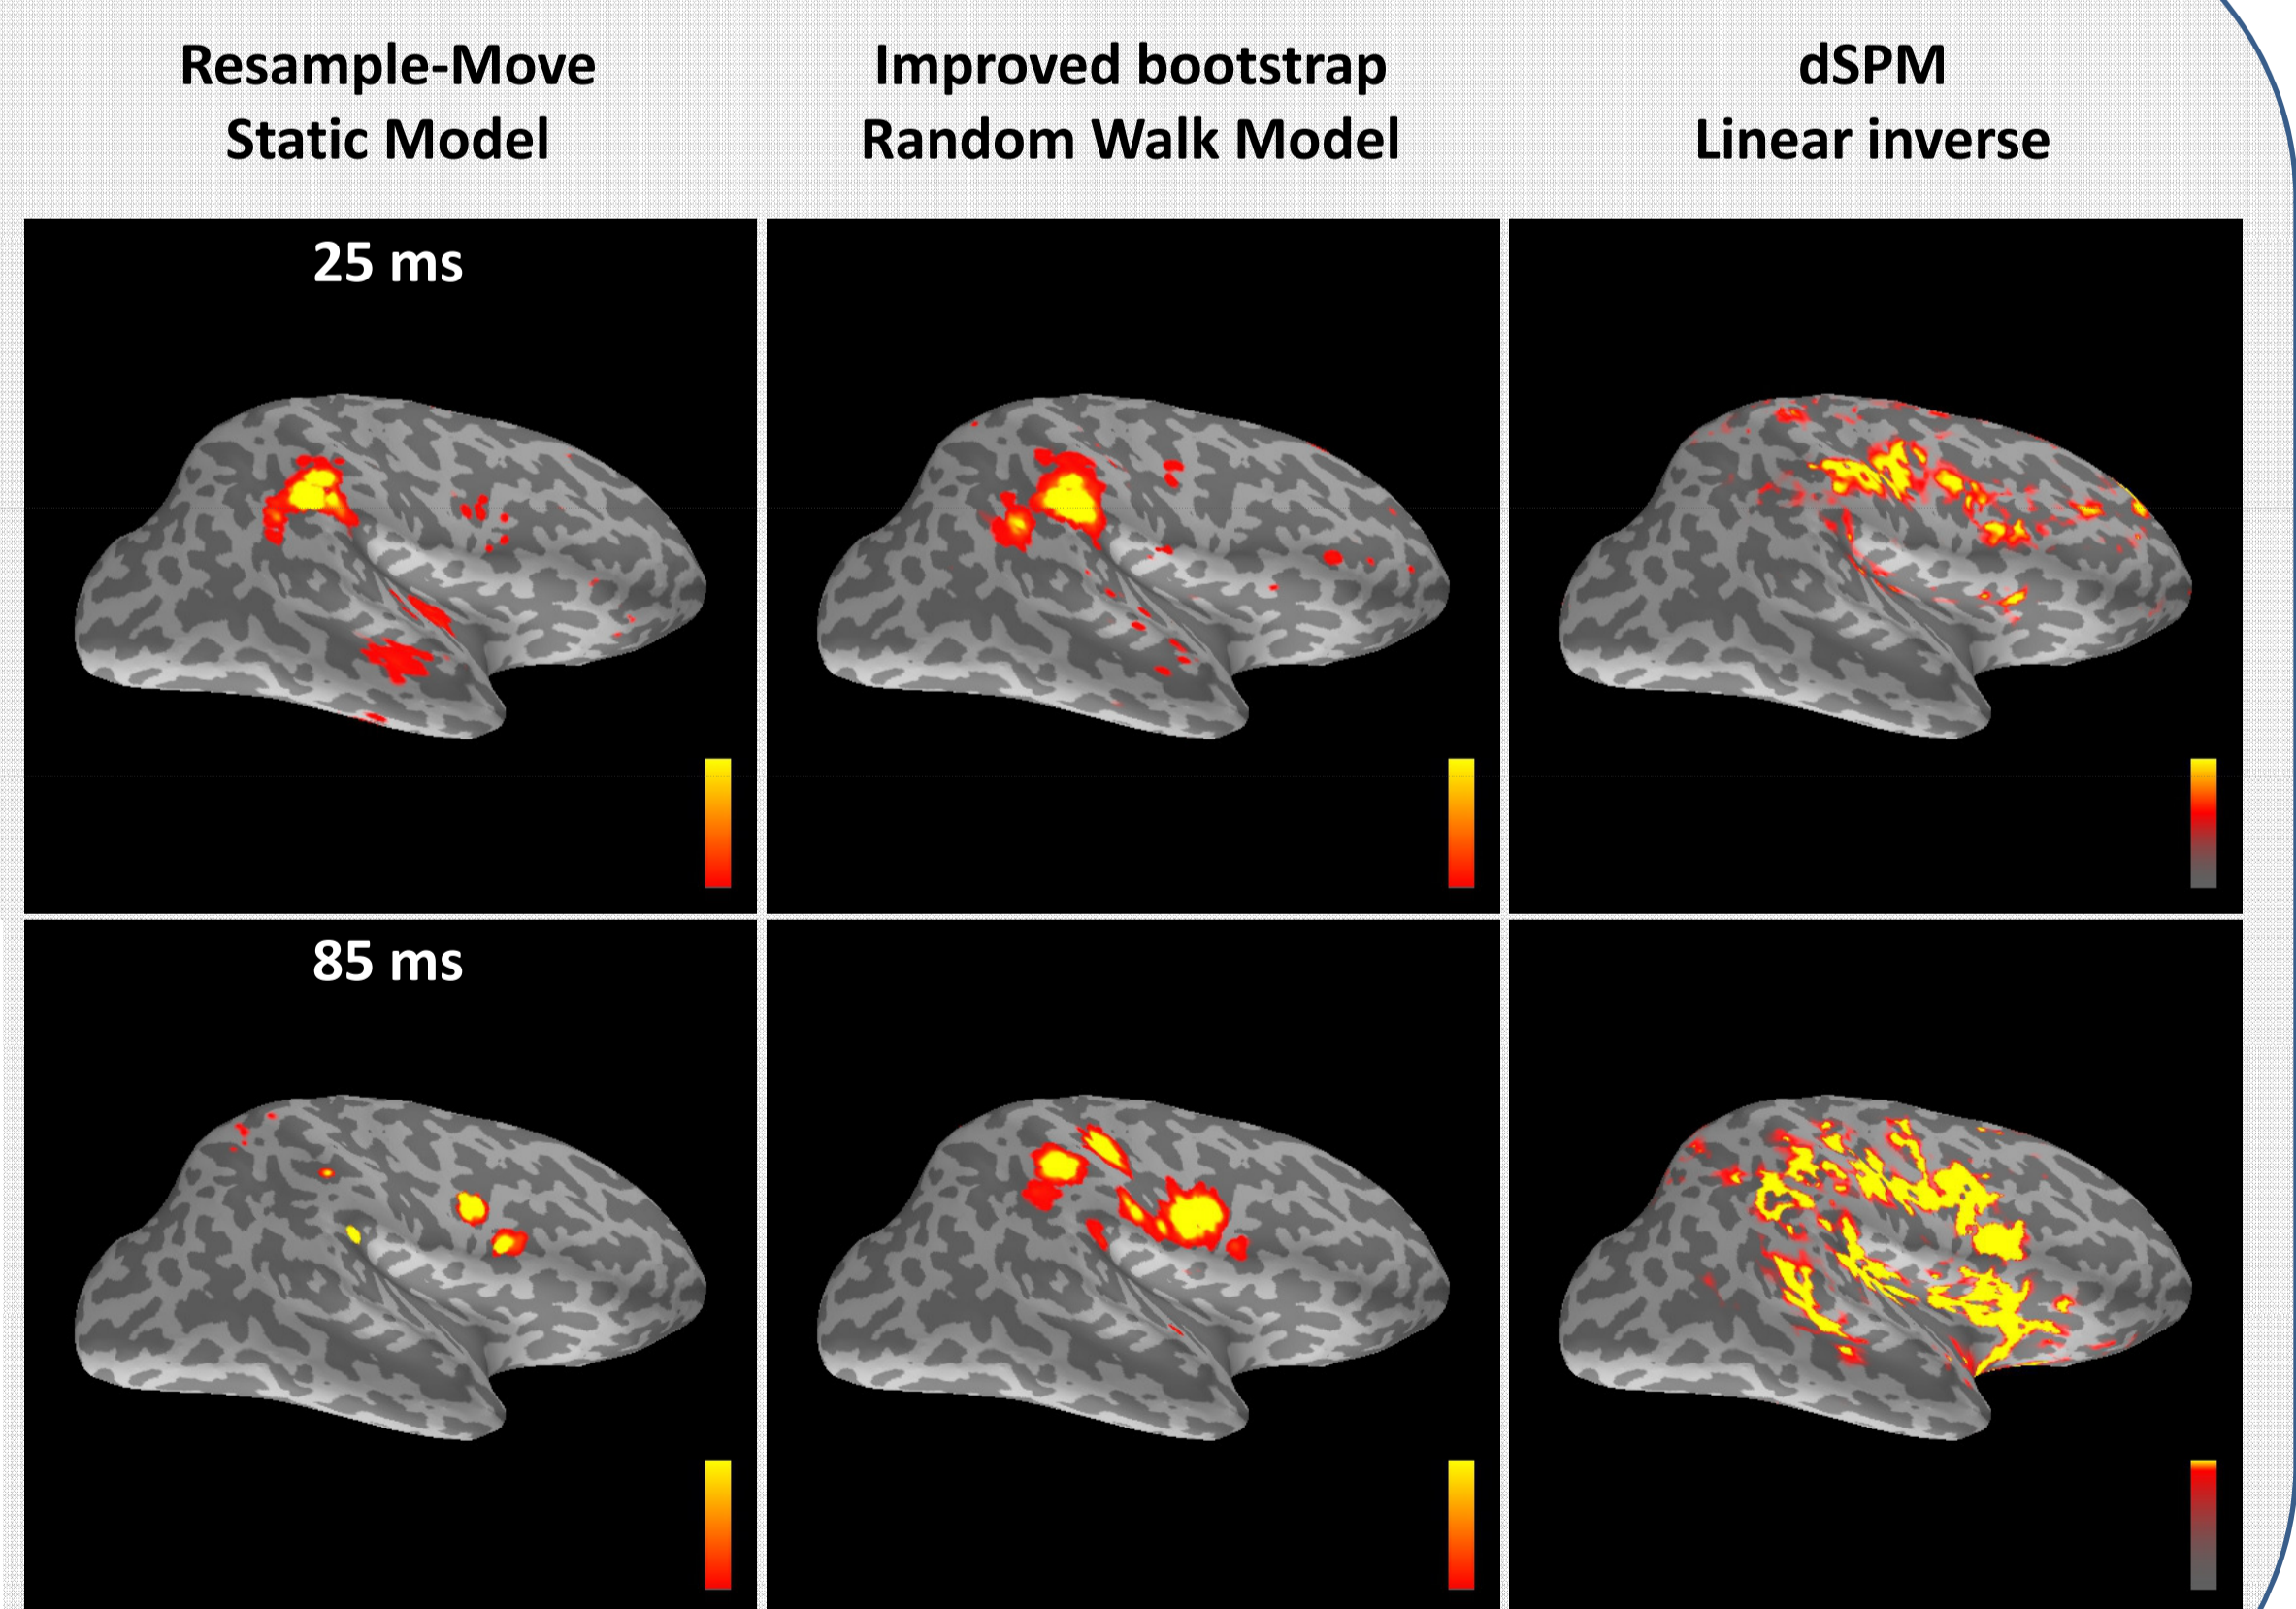 Resample-Move
Static Model
Improved bootstrap
Random Walk Model
dSPM
Linear inverse
25 ms
85 ms